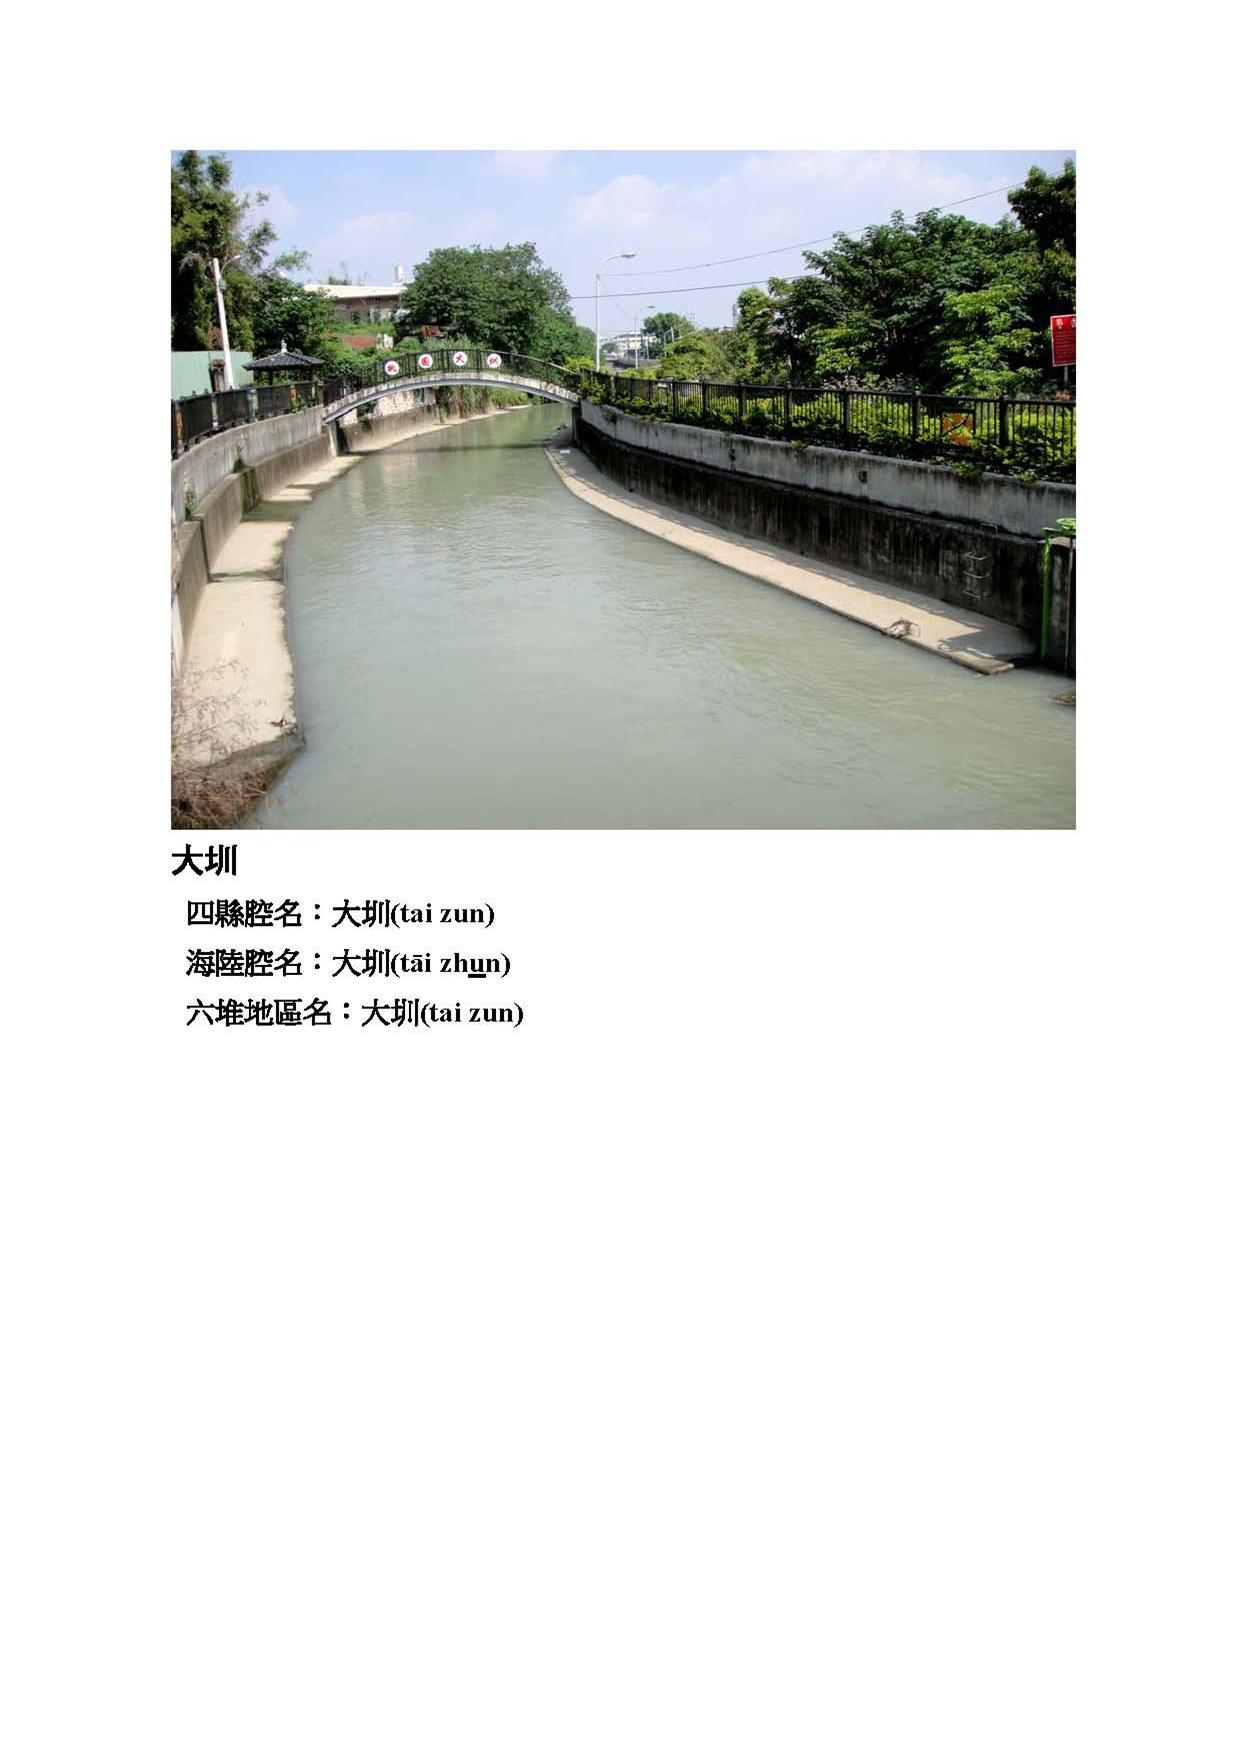 桃園大圳
大圳
四縣腔名：大圳(tai zun)
海陸腔名：大圳(tāi zhun)
六堆地區名：大圳(tai zun)